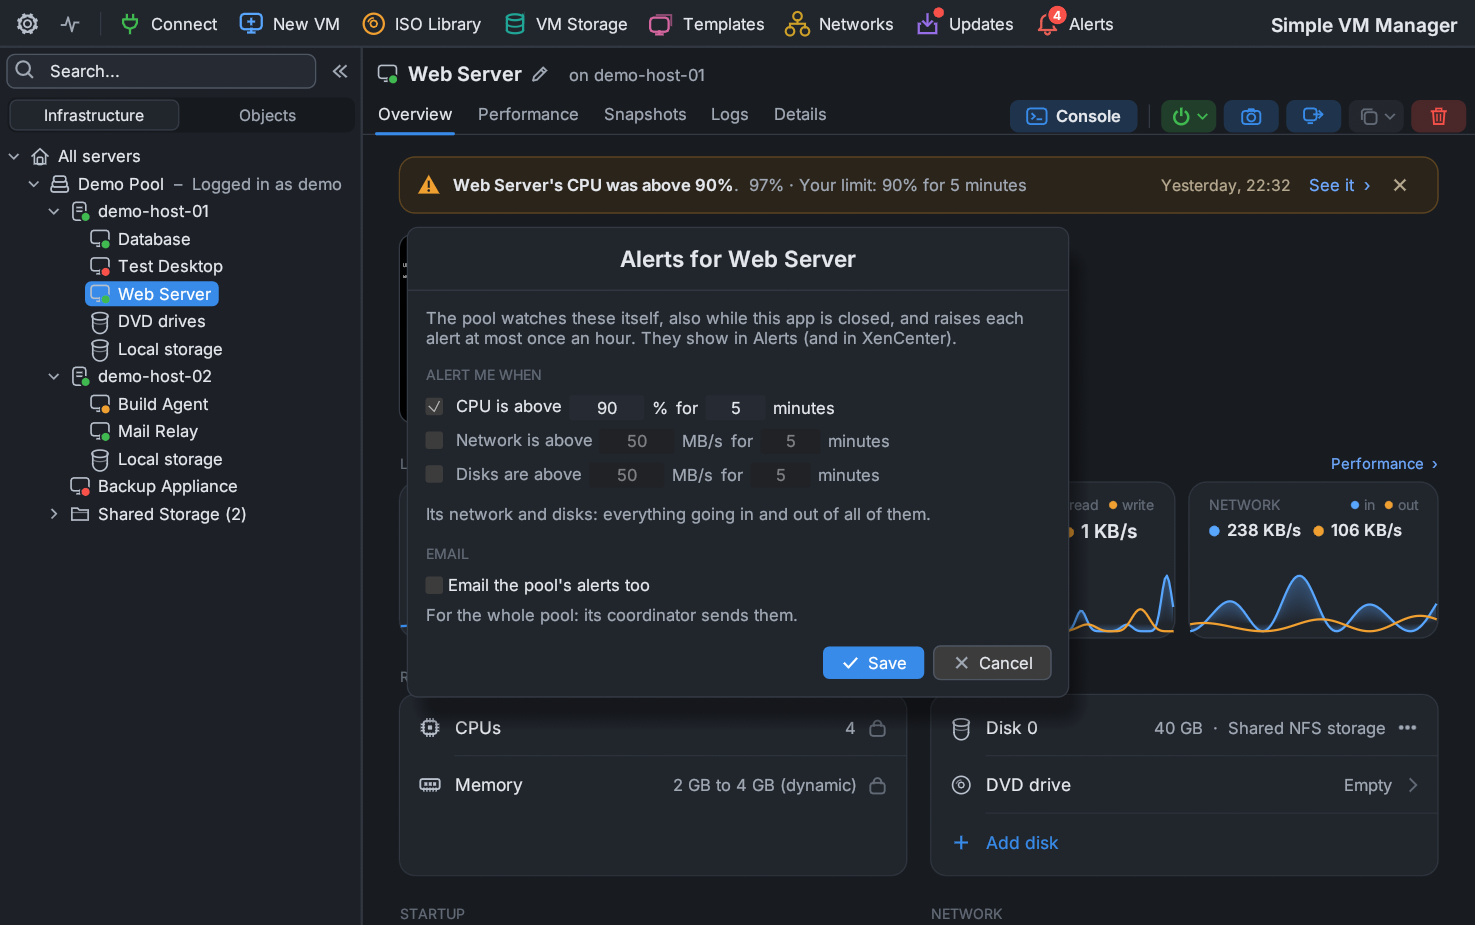 Connect New VM ISO Library VM Storage Templates Networks Updates 4 Alerts Simple VM Manager
Search...
Infrastructure Objects
All servers
Demo Pool – Logged in as demo
demo-host-01
Database
Test Desktop
Web Server
DVD drives
Local storage
demo-host-02
Build Agent
Mail Relay
Local storage
Backup Appliance
Shared Storage (2)
Web Server on demo-host-01
Overview Performance Snapshots Logs Details Console
Web Server's CPU was above 90%. 97% · Your limit: 90% for 5 minutes Yesterday, 22:32 See it ›
Alerts for Web Server
The pool watches these itself, also while this app is closed, and raises each
alert at most once an hour. They show in Alerts (and in XenCenter).
ALERT ME WHEN
CPU is above 90 % for 5 minutes
Network is above 50 MB/s for 5 minutes
Disks are above 50 MB/s for 5 minutes
Its network and disks: everything going in and out of all of them.
EMAIL
Email the pool's alerts too
For the whole pool: its coordinator sends them.
Save Cancel
Performance ›
read write
1 KB/s
NETWORK in out
238 KB/s 106 KB/s
CPUs 4
Memory 2 GB to 4 GB (dynamic)
Disk 0 40 GB · Shared NFS storage
DVD drive Empty
Add disk
STARTUP
NETWORK